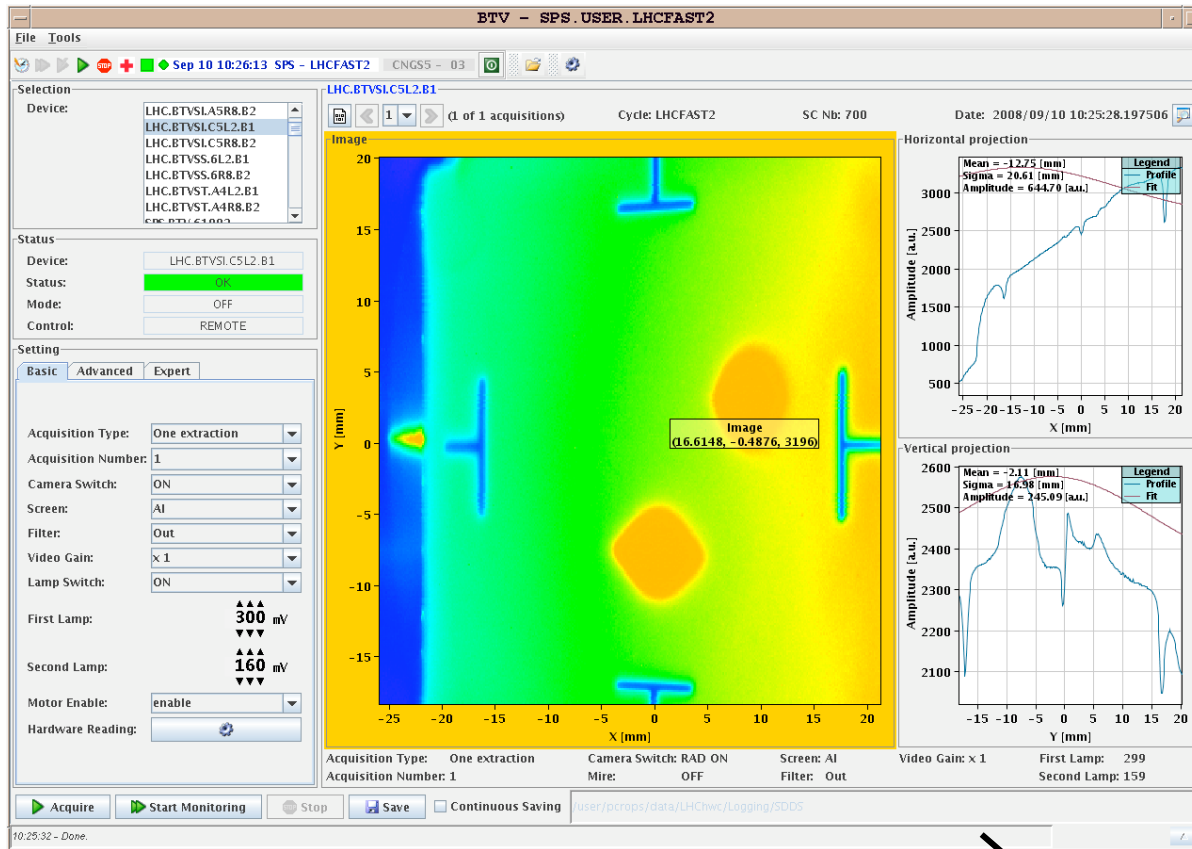 BTV - SPS.USER.LHCFAST2
File Tools
Sep 10 10:26:13 SPS - LHCFAST2 CNGS5 - 03
Selection
Device:
LHC.BTVSI.A5R8.B2
LHC.BTVSI.C5L2.B1
LHC.BTVSI.C5R8.B2
LHC.BTVSS.6L2.B1
LHC.BTVSS.6R8.B2
LHC.BTVST.A4L2.B1
LHC.BTVST.A4R8.B2
Status
Device: LHC.BTVSI.C5L2.B1
Status: OK
Mode: OFF
Control: REMOTE
Setting
Basic Advanced Expert
Acquisition Type: One extraction
Acquisition Number: 1
Camera Switch: ON
Screen: Al
Filter: Out
Video Gain: x 1
Lamp Switch: ON
First Lamp: 300 mV
Second Lamp: 160 mV
Motor Enable: enable
Hardware Reading:
LHC.BTVSI.C5L2.B1
1 (1 of 1 acquisitions) Cycle: LHCFAST2 SC Nb: 700 Date: 2008/09/10 10:25:28.197506
Image
20
15
10
5
0
-5
-10
-15
Y [mm]
Image
(16.6148, -0.4876, 3196)
-25 -20 -15 -10 -5 0 5 10 15 20
X [mm]
Horizontal projection
Mean = -12.75 [mm]
Sigma = 20.61 [mm]
Amplitude = 644.70 [a.u.]
Legend
Profile
Fit
3000
2500
2000
1500
1000
500
Amplitude [a.u.]
-25 -20 -15 -10 -5 0 5 10 15 20
X [mm]
Vertical projection
Mean = -2.11 [mm]
Sigma = 16.98 [mm]
Amplitude = 245.09 [a.u.]
Legend
Profile
Fit
2600
2500
2400
2300
2200
2100
Amplitude [a.u.]
-15 -10 -5 0 5 10 15 20
Y [mm]
Acquisition Type: One extraction Camera Switch: RAD ON Screen: Al Video Gain: x 1 First Lamp: 299
Acquisition Number: 1 Mire: OFF Filter: Out Second Lamp: 159
Acquire Start Monitoring Stop Save Continuous Saving /user/pcrops/data/LHChwc/Logging/SDDS
10:25:32 - Done.